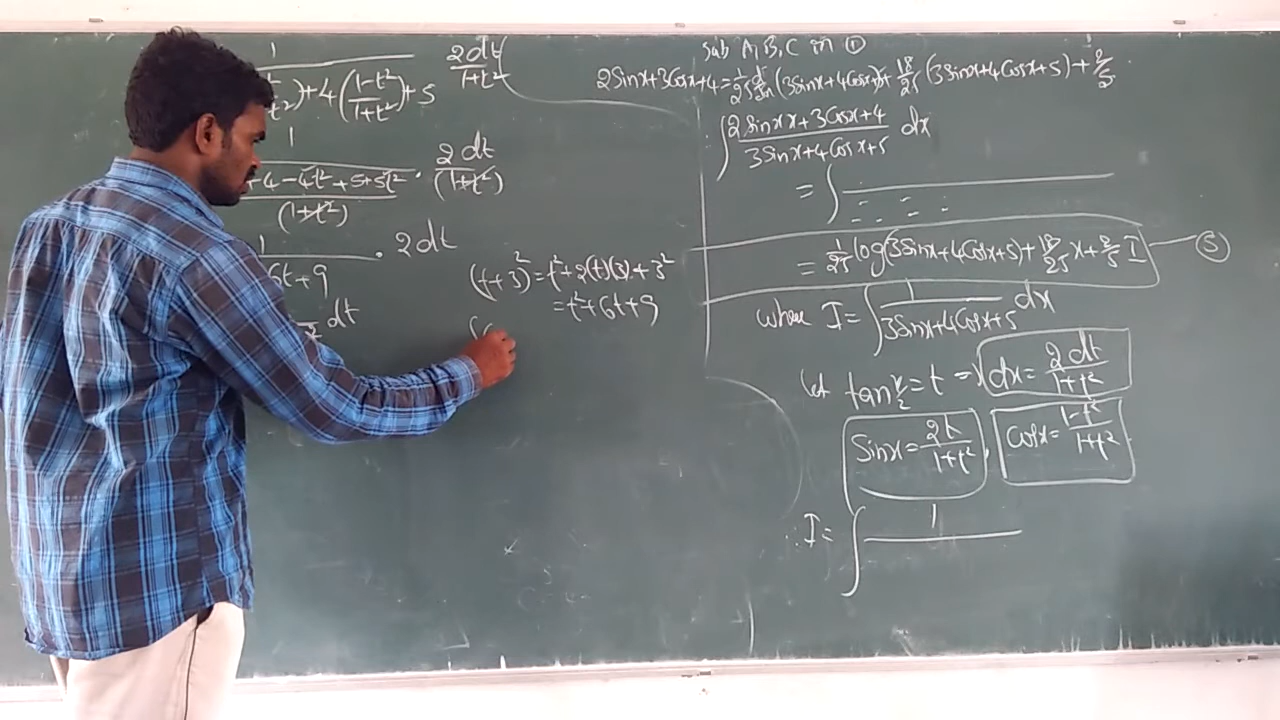 1 2dt
t²)+4(1-t²/1+t²)+5 1+t²
1
+4-4t²+5+5t² . 2dt/(1+t²)
(1+t²)
1
6t+9 . 2dt
dt
(t+3)²=t²+2(t)(3)+3²
=t²+6t+9
Sub A, B, C in ①
2Sinx+3Cosx+4=1/25 d/dx (3Sinx+4Cosx)+18/25 (3Sinx+4Cosx+5)+2/5.
∴ ∫ 2Sinx x+3Cosx+4 / 3Sinx+4Cosx+5 dx
= ∫
= 1/25 log(3Sinx+4Cosx+5)+18/25 x+2/5 I — ⑤
where I=∫ 1/3Sinx+4Cosx+5 dx
let tan x/2=t ⇒ dx=2dt/1+t²
Sinx=2t/1+t², Cosx=1-t²/1+t²
∴ I=∫ 1